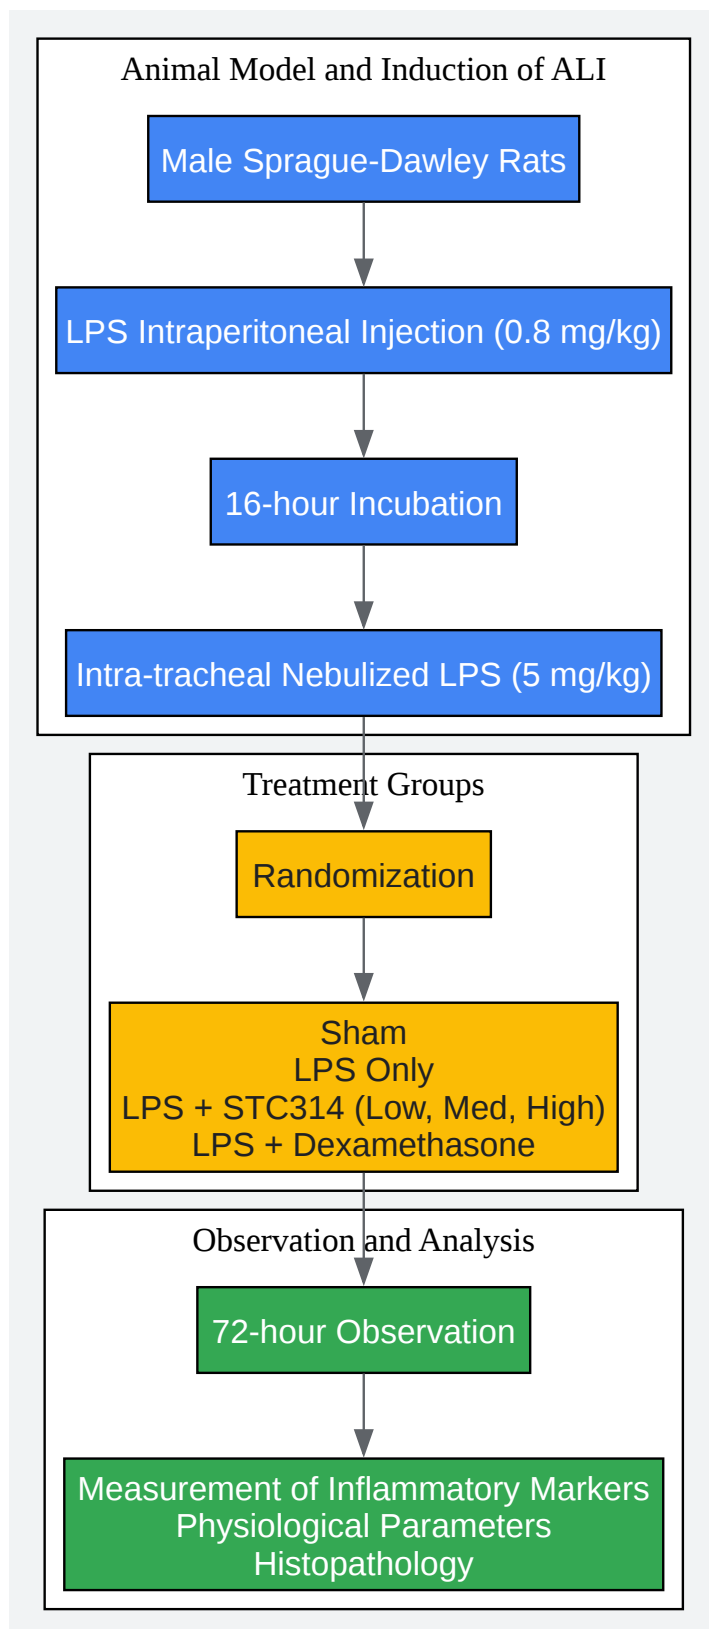 Animal Model and Induction of ALI
Male Sprague-Dawley Rats
LPS Intraperitoneal Injection (0.8 mg/kg)
16-hour Incubation
Intra-tracheal Nebulized LPS (5 mg/kg)
Treatment Groups
Randomization
Sham
LPS Only
LPS + STC314 (Low, Med, High)
LPS + Dexamethasone
Observation and Analysis
72-hour Observation
Measurement of Inflammatory Markers
Physiological Parameters
Histopathology